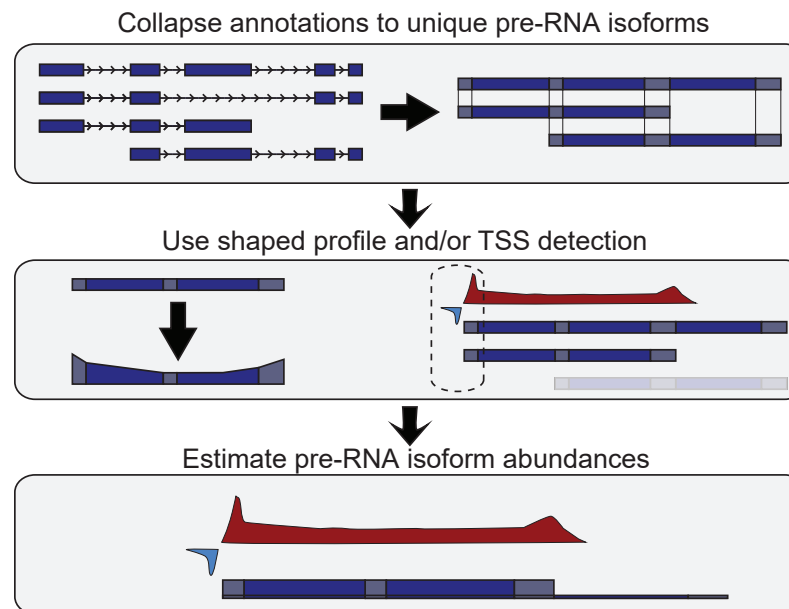 Collapse annotations to unique pre-RNA isoforms
Use shaped profile and/or TSS detection
Estimate pre-RNA isoform abundances